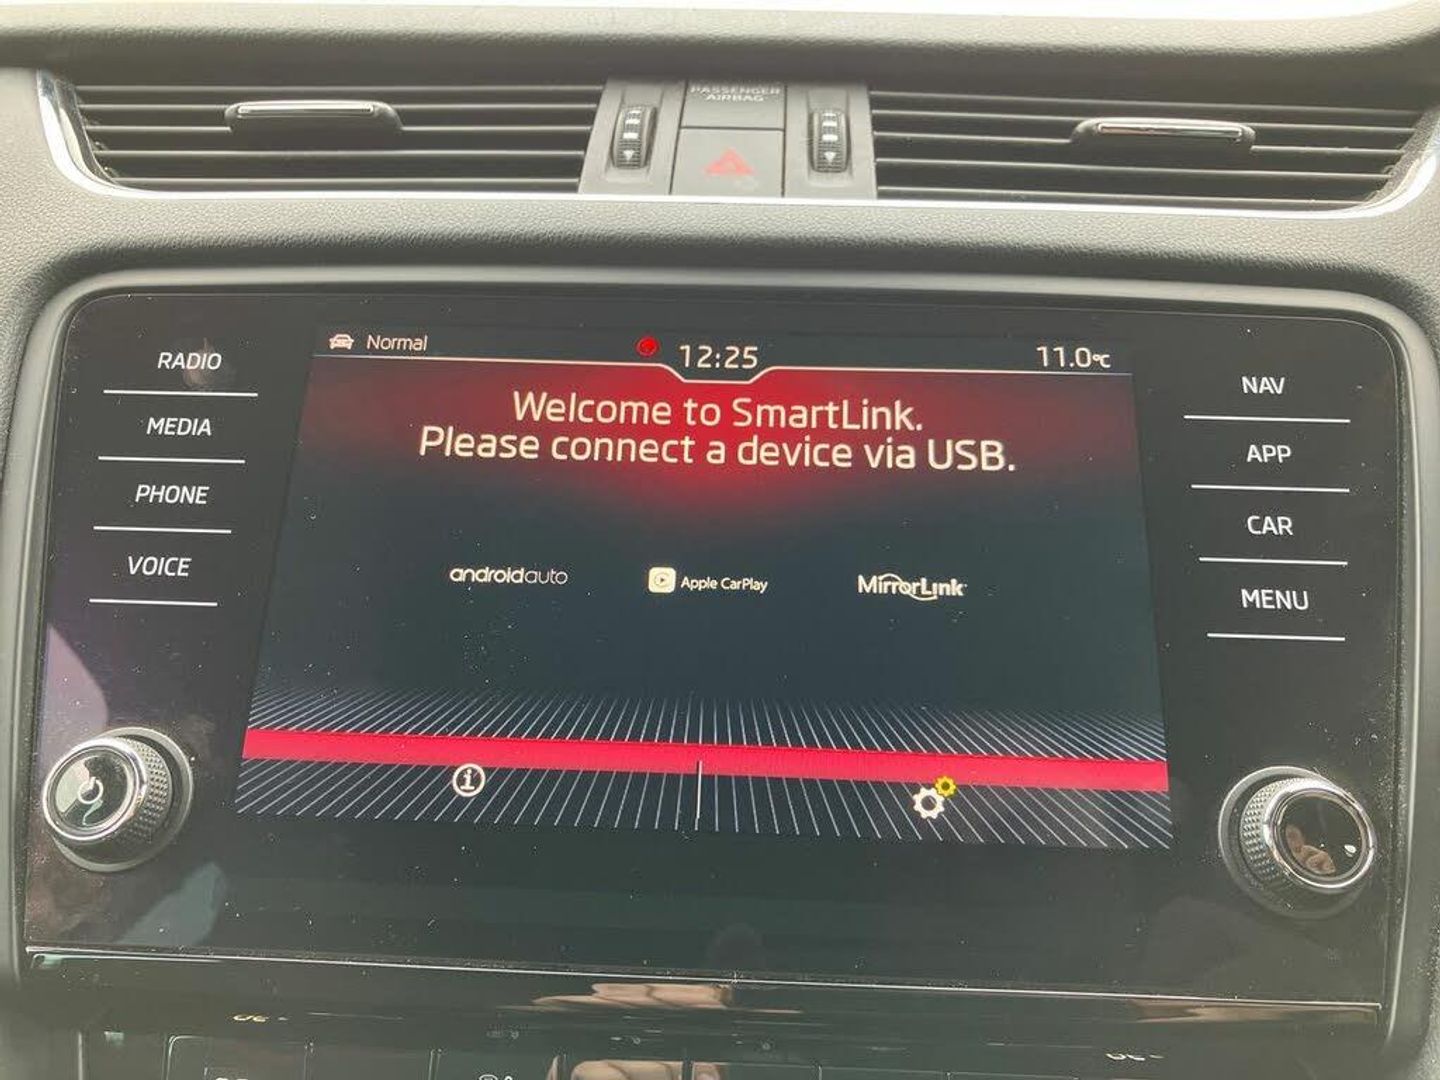 PASSENGER
AIRBAG
Normal
12:25
11.0°C
Welcome to SmartLink.
Please connect a device via USB.
androidauto
Apple CarPlay
MirrorLink
RADIO
MEDIA
PHONE
VOICE
NAV
APP
CAR
MENU